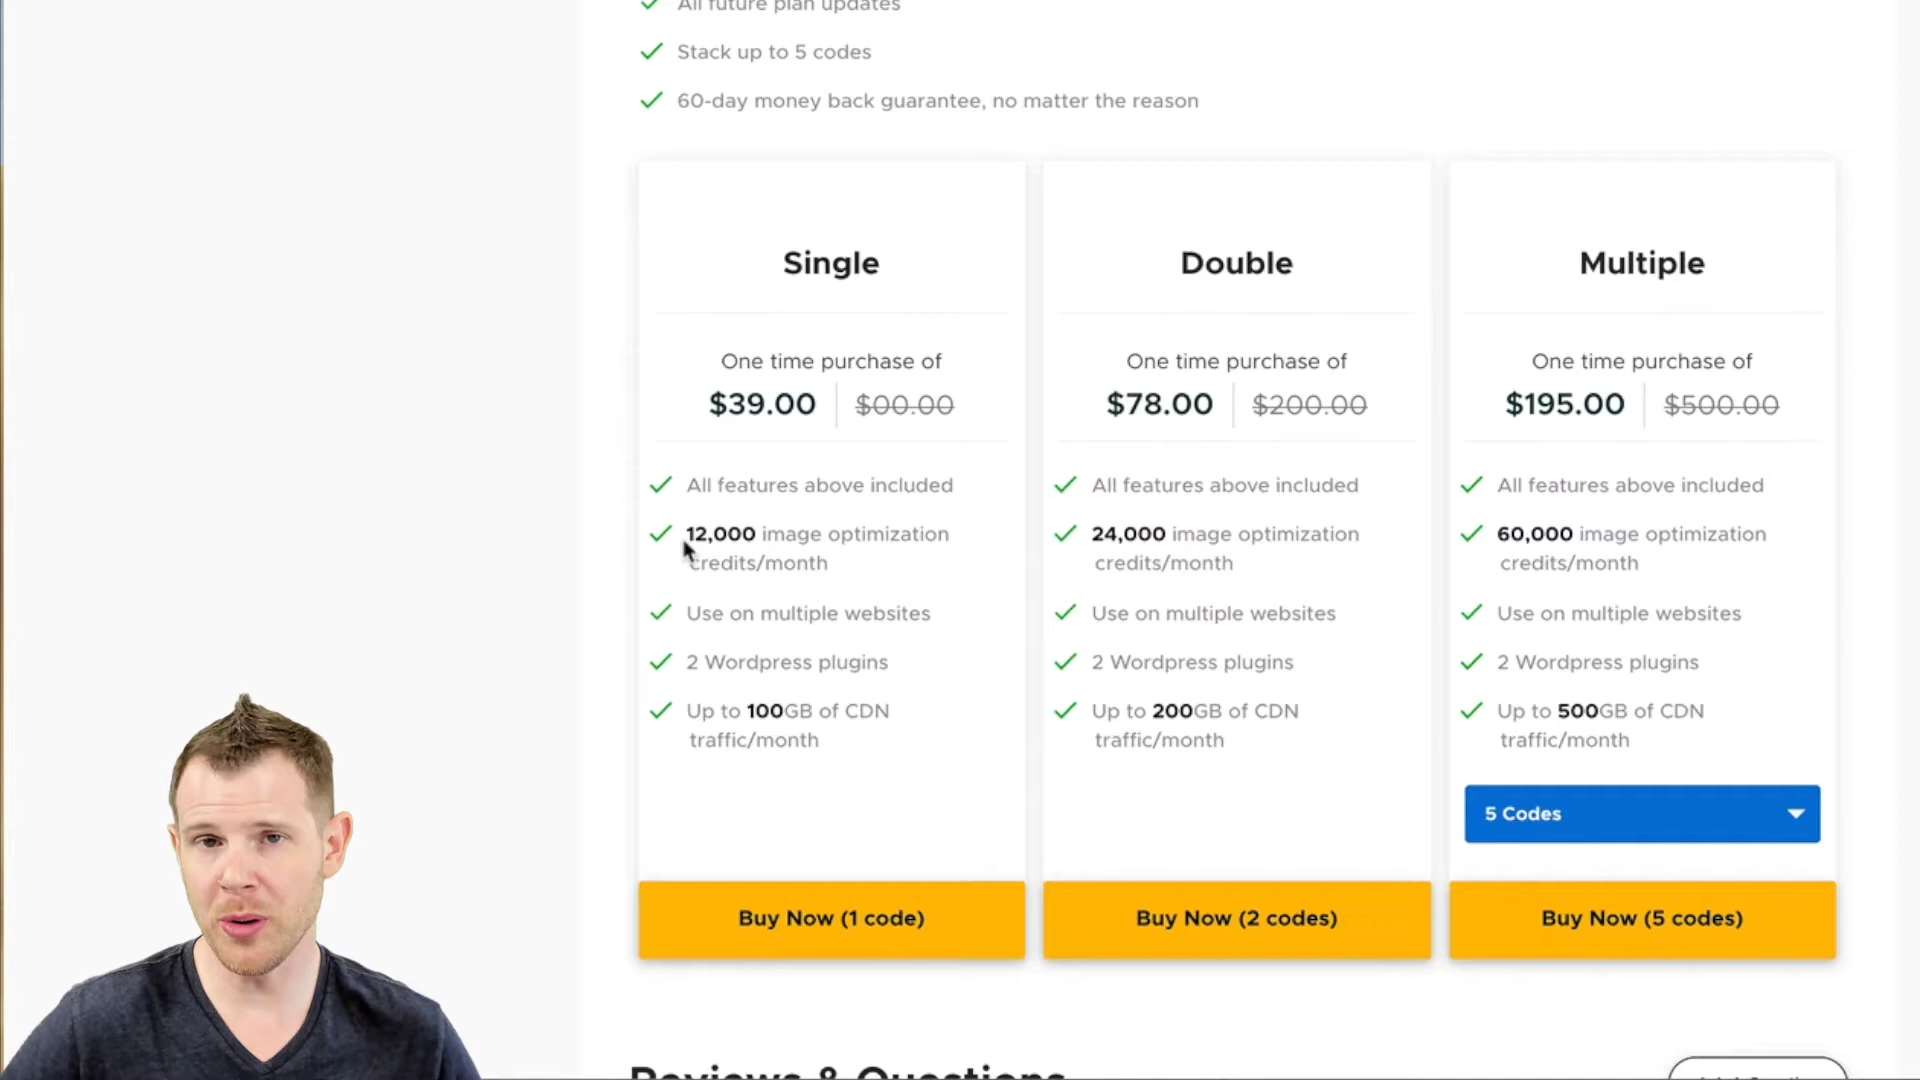 All future plan updates
Stack up to 5 codes
60-day money back guarantee, no matter the reason
Single
One time purchase of
$39.00 $00.00
All features above included
12,000 image optimization
credits/month
Use on multiple websites
2 Wordpress plugins
Up to 100GB of CDN
traffic/month
Buy Now (1 code)
Double
One time purchase of
$78.00 $200.00
All features above included
24,000 image optimization
credits/month
Use on multiple websites
2 Wordpress plugins
Up to 200GB of CDN
traffic/month
Buy Now (2 codes)
Multiple
One time purchase of
$195.00 $500.00
All features above included
60,000 image optimization
credits/month
Use on multiple websites
2 Wordpress plugins
Up to 500GB of CDN
traffic/month
5 Codes
Buy Now (5 codes)
Reviews & Questions